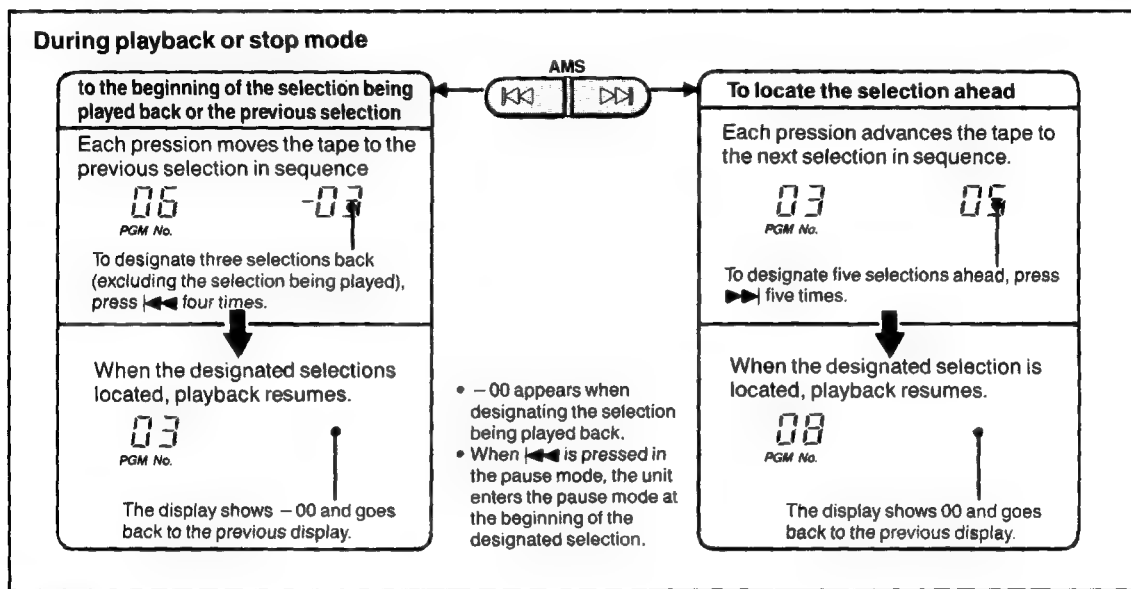 During playback or stop mode
AMS
to the beginning of the selection being
played back or the previous selection
Each pression moves the tape to the
previous selection in sequence
06 -03
PGM No.
To designate three selections back
(excluding the selection being played),
press |◀◀ four times.
When the designated selections
located, playback resumes.
03
PGM No.
The display shows –00 and goes
back to the previous display.
• –00 appears when
designating the selection
being played back.
• When |◀◀ is pressed in
the pause mode, the unit
enters the pause mode at
the beginning of the
designated selection.
To locate the selection ahead
Each pression advances the tape to
the next selection in sequence.
03 05
PGM No.
To designate five selections ahead, press
▶▶| five times.
When the designated selection is
located, playback resumes.
08
PGM No.
The display shows 00 and goes
back to the previous display.